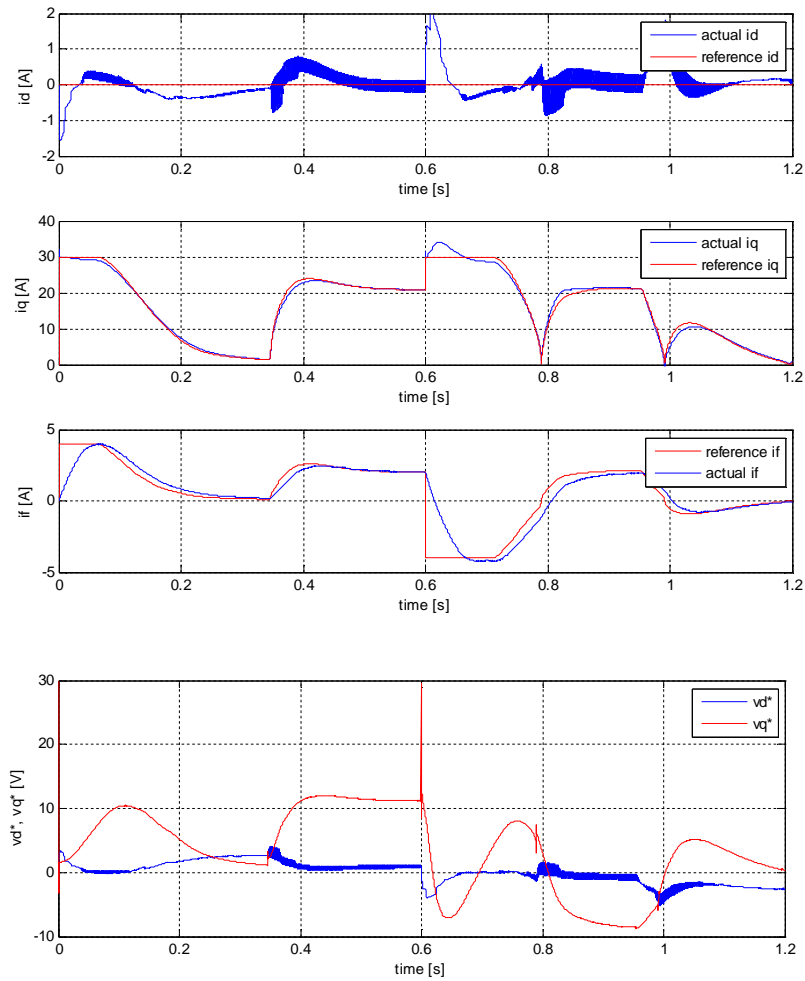 2
1
0
-1
-2
id [A]
actual id
reference id
0
0.2
0.4
0.6
0.8
1
1.2
time [s]
40
30
20
10
0
iq [A]
actual iq
reference iq
0
0.2
0.4
0.6
0.8
1
1.2
time [s]
5
0
-5
if [A]
reference if
actual if
0
0.2
0.4
0.6
0.8
1
1.2
time [s]
30
20
10
0
-10
vd*, vq* [V]
vd*
vq*
0
0.2
0.4
0.6
0.8
1
1.2
time [s]